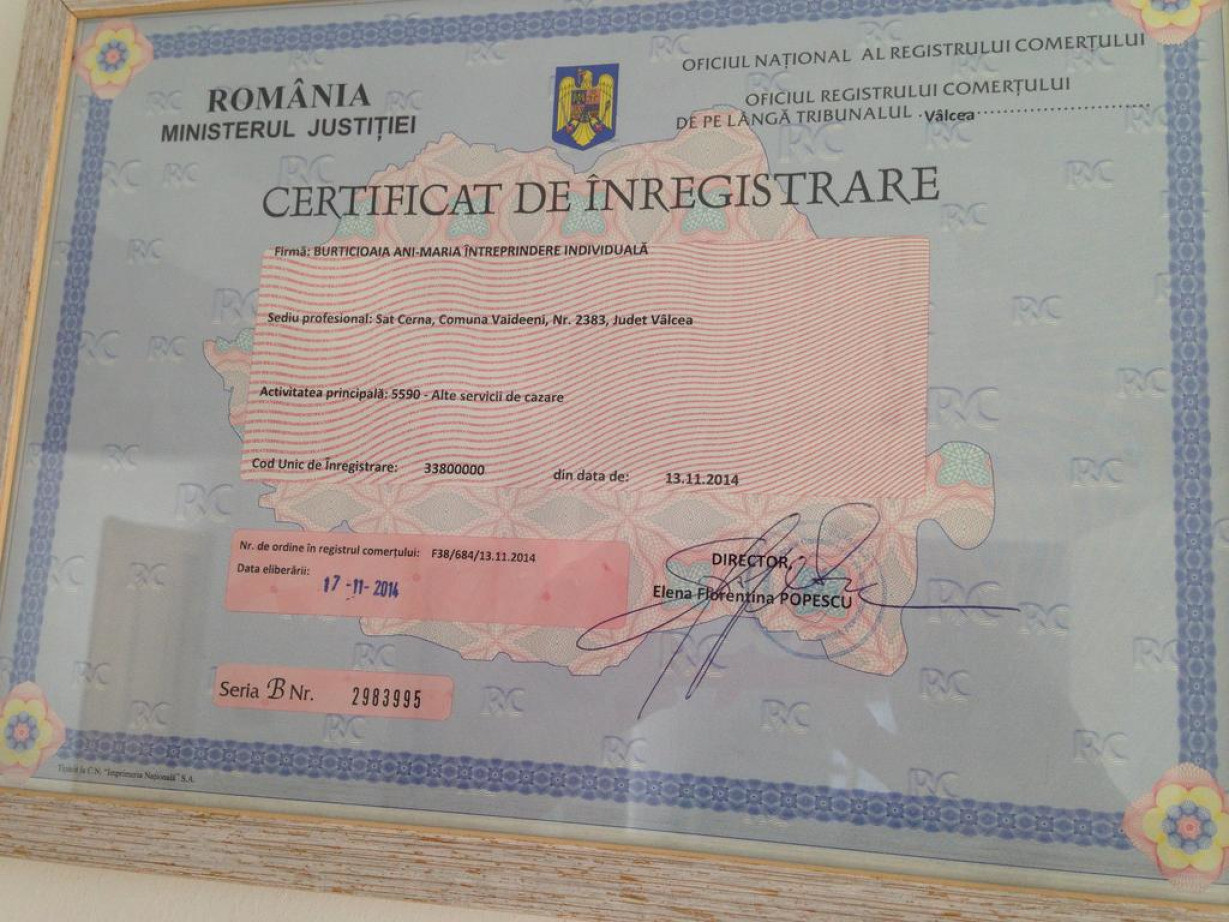 ROMÂNIA
MINISTERUL JUSTIȚIEI
OFICIUL NAȚIONAL AL REGISTRULUI COMERȚULUI
OFICIUL REGISTRULUI COMERȚULUI
DE PE LÂNGĂ TRIBUNALUL Vâlcea
CERTIFICAT DE ÎNREGISTRARE
Firmă: BURTICIOAIA ANI-MARIA ÎNTREPRINDERE INDIVIDUALĂ
Sediu profesional: Sat Cerna, Comuna Vaideeni, Nr. 2383, Judet Vâlcea
Activitatea principală: 5590 - Alte servicii de cazare
Cod Unic de Înregistrare: 33800000 din data de: 13.11.2014
Nr. de ordine în registrul comerțului: F38/684/13.11.2014
Data eliberării:
17-11-2014
DIRECTOR,
Elena Florentina POPESCU
Seria B Nr. 2983995
C.N. "Imprimeria Națională" S.A.